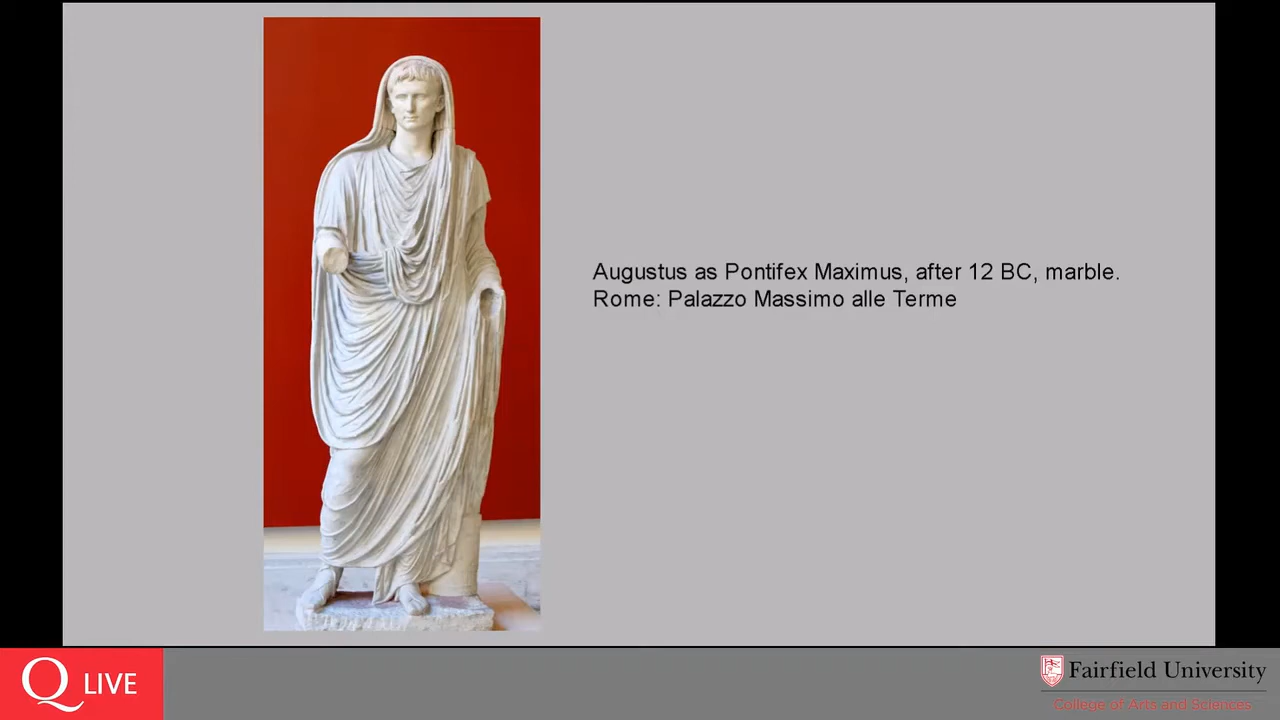 Augustus as Pontifex Maximus, after 12 BC, marble.
Rome: Palazzo Massimo alle Terme
Q LIVE
Fairfield University
College of Arts and Sciences